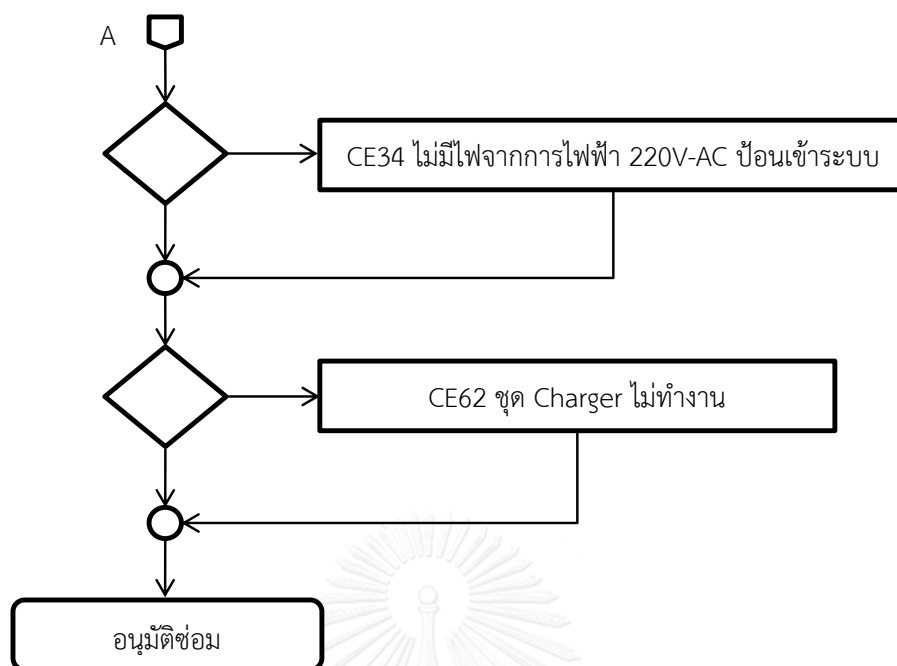 A
CE34 ไม่มีไฟจากการไฟฟ้า 220V-AC ป้อนเข้าระบบ
CE62 ชุด Charger ไม่ทำงาน
อนุมัติซ่อม